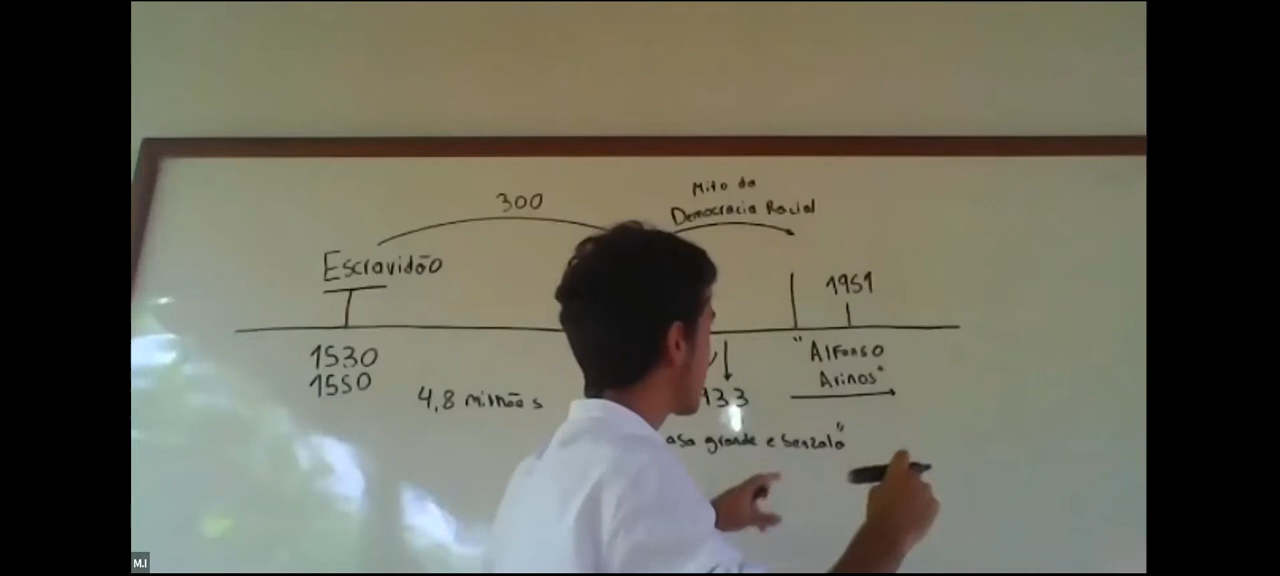 300
Mito da
Democracia Racial
Escravidão
1951
1530
1550
4,8 milhões
933
"Alfonso
Arinos"
asa grande e senzala"
M.I